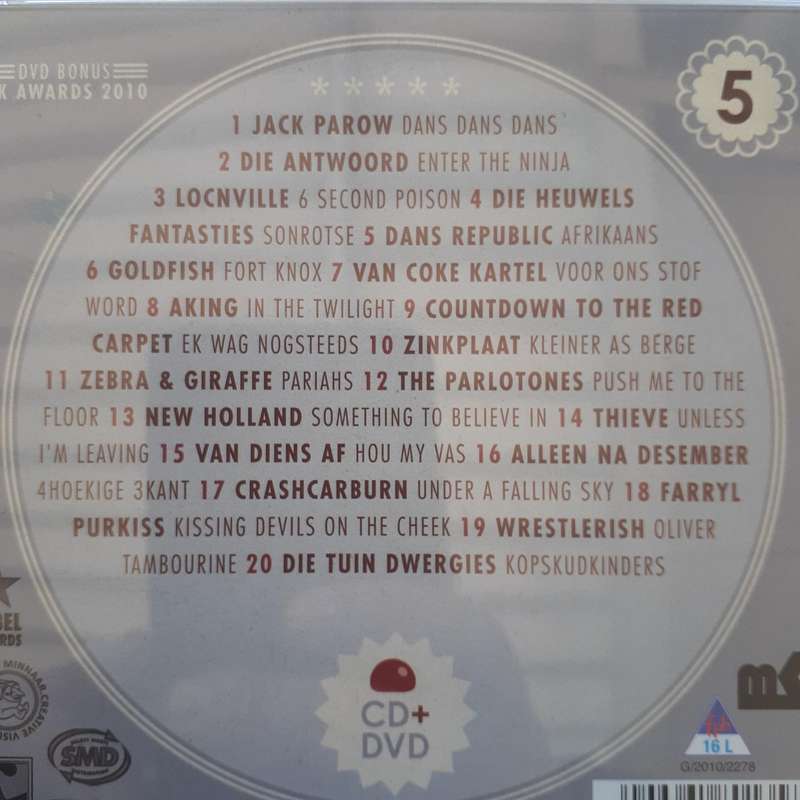 DVD BONUS
K AWARDS 2010
5
* * * * *
1 JACK PAROW DANS DANS DANS
2 DIE ANTWOORD ENTER THE NINJA
3 LOCNVILLE 6 SECOND POISON 4 DIE HEUWELS
FANTASTIES SONROTSE 5 DANS REPUBLIC AFRIKAANS
6 GOLDFISH FORT KNOX 7 VAN COKE KARTEL VOOR ONS STOF
WORD 8 AKING IN THE TWILIGHT 9 COUNTDOWN TO THE RED
CARPET EK WAG NOGSTEEDS 10 ZINKPLAAT KLEINER AS BERGE
11 ZEBRA & GIRAFFE PARIAHS 12 THE PARLOTONES PUSH ME TO THE
FLOOR 13 NEW HOLLAND SOMETHING TO BELIEVE IN 14 THIEVE UNLESS
I'M LEAVING 15 VAN DIENS AF HOU MY VAS 16 ALLEEN NA DESEMBER
4HOEKIGE 3KANT 17 CRASHCARBURN UNDER A FALLING SKY 18 FARRYL
PURKISS KISSING DEVILS ON THE CHEEK 19 WRESTLERISH OLIVER
TAMBOURINE 20 DIE TUIN DWERGIES KOPSKUDKINDERS
MINNAAR.CREATIVE
SMD
CD+
DVD
16 L
G/2010/2278